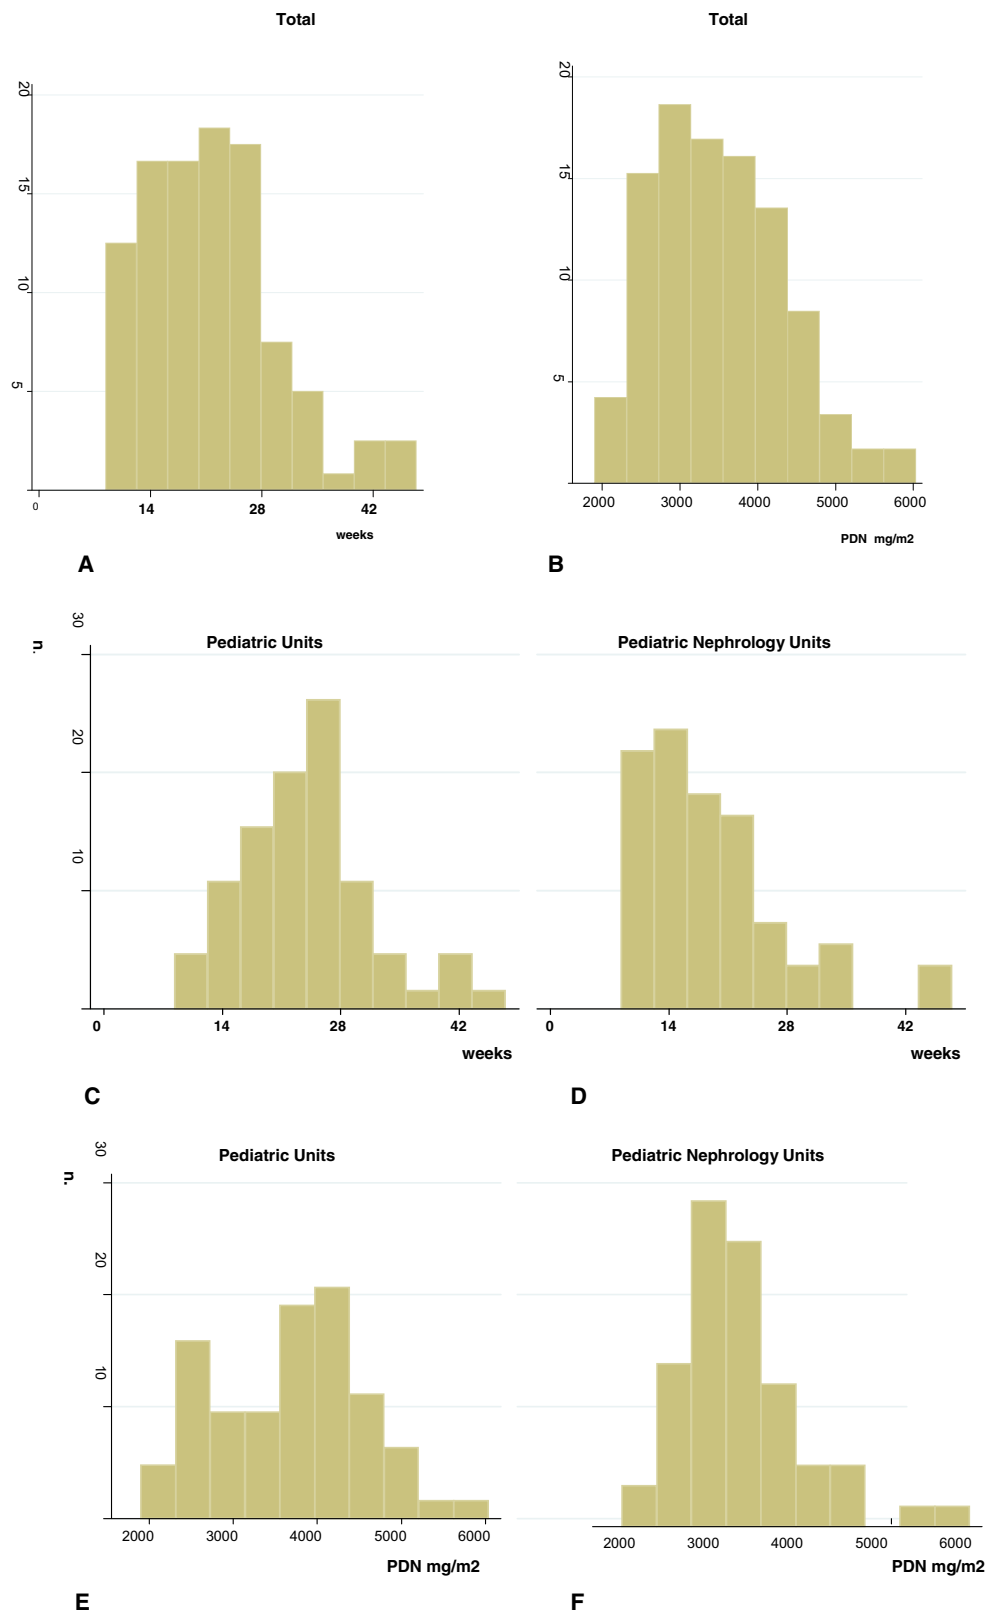 Total
20
15
10
5
0 14 28 42
weeks
A
Total
20
15
10
5
2000 3000 4000 5000 6000
PDN mg/m2
B
n.
30
20
10
Pediatric Units
0 14 28 42
weeks
C
Pediatric Nephrology Units
0 14 28 42
weeks
D
n.
30
20
10
Pediatric Units
2000 3000 4000 5000 6000
PDN mg/m2
E
Pediatric Nephrology Units
2000 3000 4000 5000 6000
PDN mg/m2
F